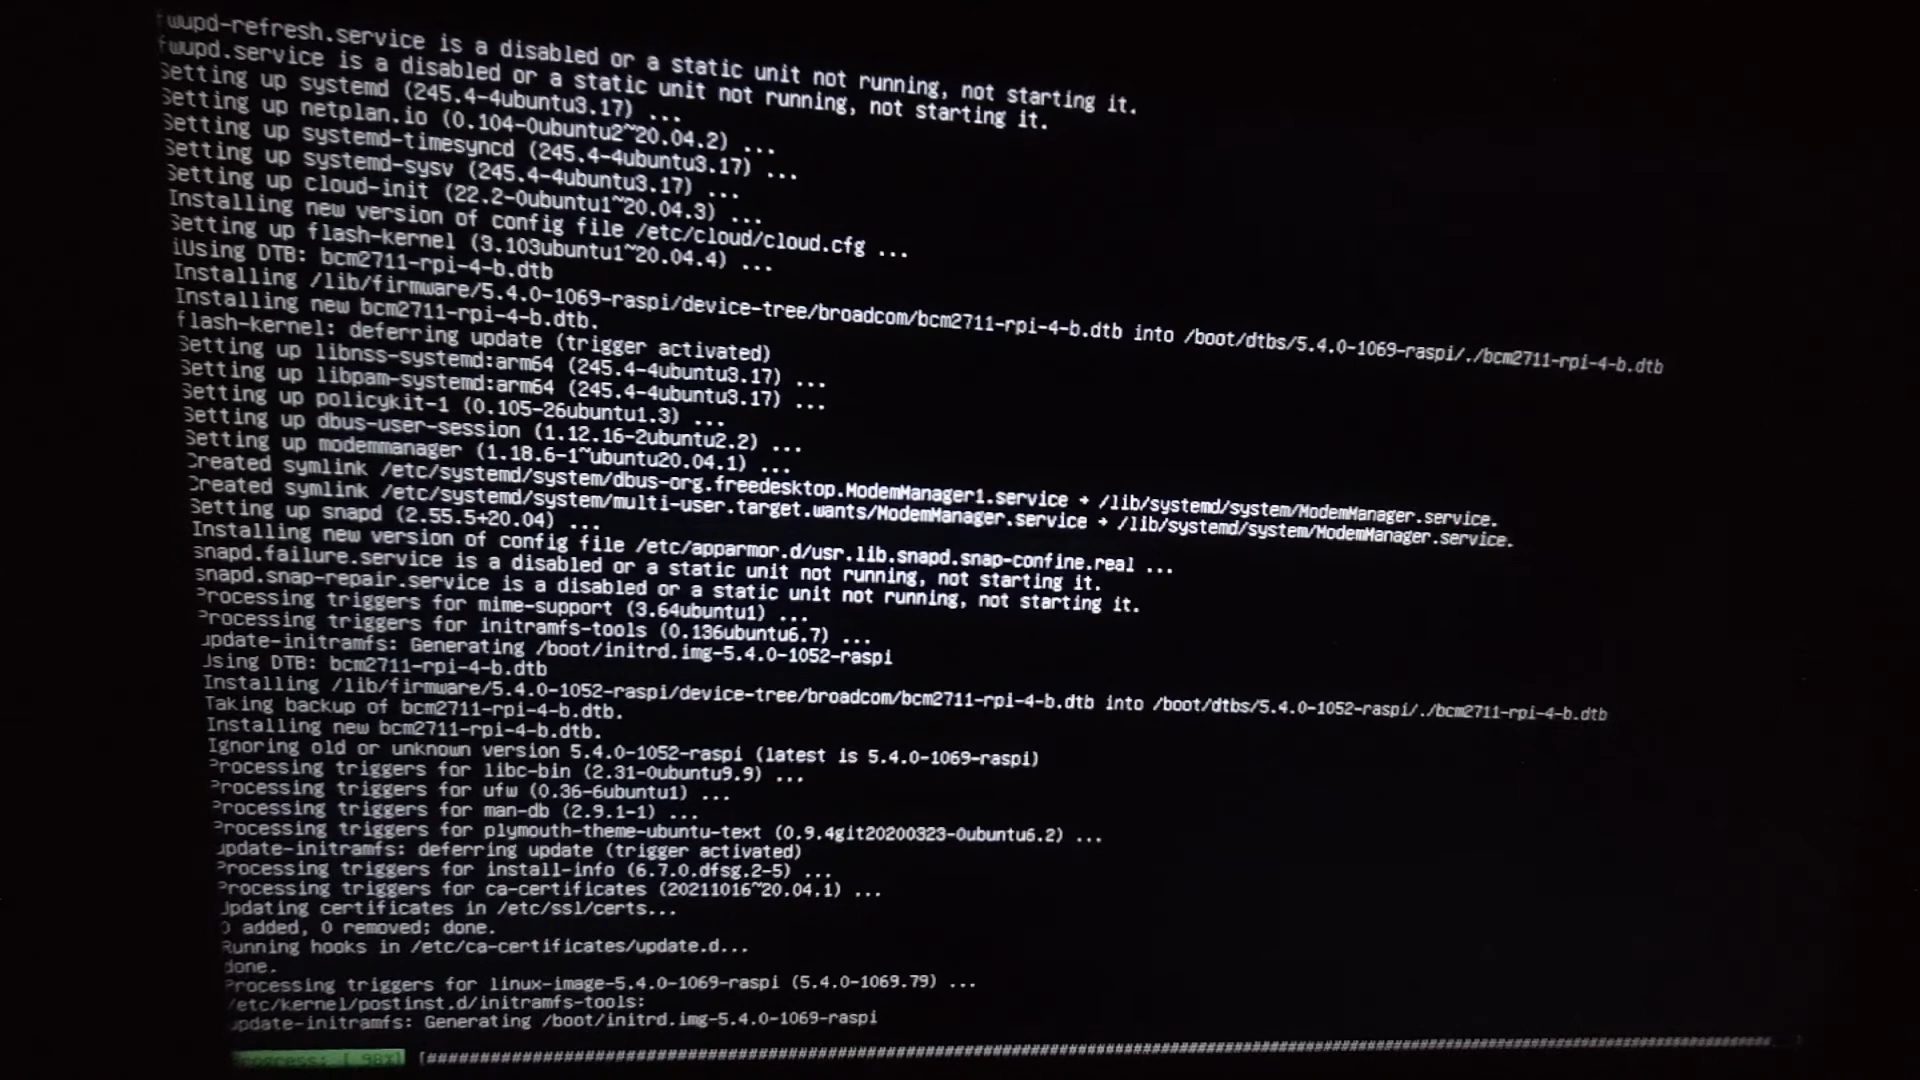 fwupd-refresh.service is a disabled or a static unit not running, not starting it.
fwupd.service is a disabled or a static unit not running, not starting it.
Setting up systemd (245.4-4ubuntu3.17) ...
Setting up netplan.io (0.104-0ubuntu2~20.04.2) ...
Setting up systemd-timesyncd (245.4-4ubuntu3.17) ...
Setting up systemd-sysv (245.4-4ubuntu3.17) ...
Setting up cloud-init (22.2-0ubuntu1~20.04.3) ...
Installing new version of config file /etc/cloud/cloud.cfg ...
Setting up flash-kernel (3.103ubuntu1~20.04.4) ...
iUsing DTB: bcm2711-rpi-4-b.dtb
Installing /lib/firmware/5.4.0-1069-raspi/device-tree/broadcom/bcm2711-rpi-4-b.dtb into /boot/dtbs/5.4.0-1069-raspi/./bcm2711-rpi-4-b.dtb
Installing new bcm2711-rpi-4-b.dtb.
flash-kernel: deferring update (trigger activated)
Setting up libnss-systemd:arm64 (245.4-4ubuntu3.17) ...
Setting up libpam-systemd:arm64 (245.4-4ubuntu3.17) ...
Setting up policykit-1 (0.105-26ubuntu1.3) ...
Setting up dbus-user-session (1.12.16-2ubuntu2.2) ...
Setting up modemmanager (1.18.6-1~ubuntu20.04.1) ...
Created symlink /etc/systemd/system/dbus-org.freedesktop.ModemManager1.service → /lib/systemd/system/ModemManager.service.
Created symlink /etc/systemd/system/multi-user.target.wants/ModemManager.service → /lib/systemd/system/ModemManager.service.
Setting up snapd (2.55.5+20.04) ...
Installing new version of config file /etc/apparmor.d/usr.lib.snapd.snap-confine.real ...
snapd.failure.service is a disabled or a static unit not running, not starting it.
snapd.snap-repair.service is a disabled or a static unit not running, not starting it.
Processing triggers for mime-support (3.64ubuntu1) ...
Processing triggers for initramfs-tools (0.136ubuntu6.7) ...
update-initramfs: Generating /boot/initrd.img-5.4.0-1052-raspi
Using DTB: bcm2711-rpi-4-b.dtb
Installing /lib/firmware/5.4.0-1052-raspi/device-tree/broadcom/bcm2711-rpi-4-b.dtb into /boot/dtbs/5.4.0-1052-raspi/./bcm2711-rpi-4-b.dtb
Taking backup of bcm2711-rpi-4-b.dtb.
Installing new bcm2711-rpi-4-b.dtb.
Ignoring old or unknown version 5.4.0-1052-raspi (latest is 5.4.0-1069-raspi)
Processing triggers for libc-bin (2.31-0ubuntu9.9) ...
Processing triggers for ufw (0.36-6ubuntu1) ...
Processing triggers for man-db (2.9.1-1) ...
Processing triggers for plymouth-theme-ubuntu-text (0.9.4git20200323-0ubuntu6.2) ...
update-initramfs: deferring update (trigger activated)
Processing triggers for install-info (6.7.0.dfsg.2-5) ...
Processing triggers for ca-certificates (20211016~20.04.1) ...
Updating certificates in /etc/ssl/certs...
0 added, 0 removed; done.
Running hooks in /etc/ca-certificates/update.d...
done.
Processing triggers for linux-image-5.4.0-1069-raspi (5.4.0-1069.79) ...
/etc/kernel/postinst.d/initramfs-tools:
update-initramfs: Generating /boot/initrd.img-5.4.0-1069-raspi
Progress: [ 98%]